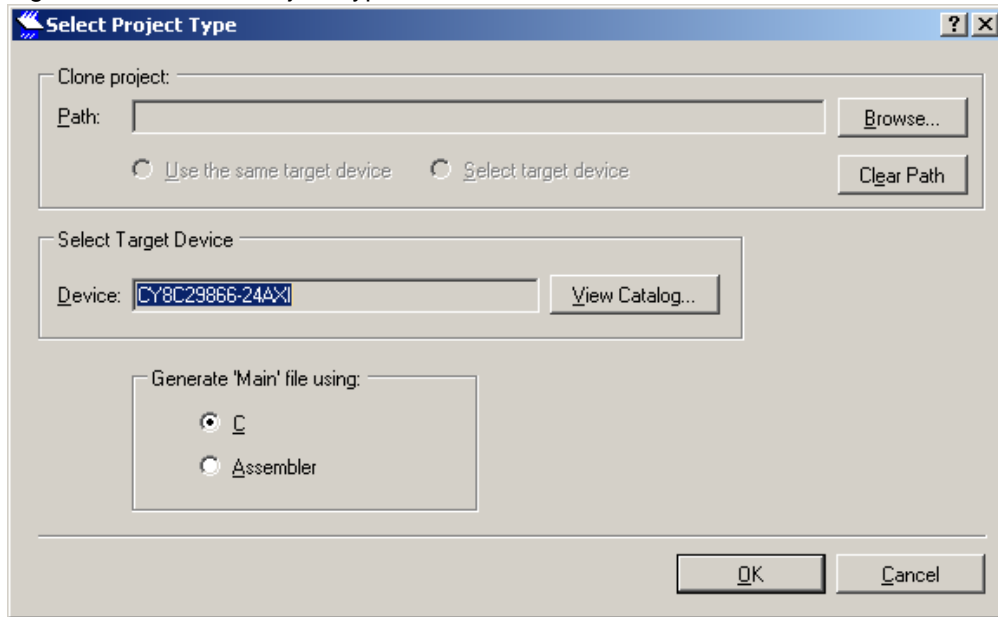 Select Project Type
Clone project:
Path:
Browse...
Use the same target device
Select target device
Clear Path
Select Target Device
Device: CY8C29866-24AXI
View Catalog...
Generate 'Main' file using:
C
Assembler
OK
Cancel